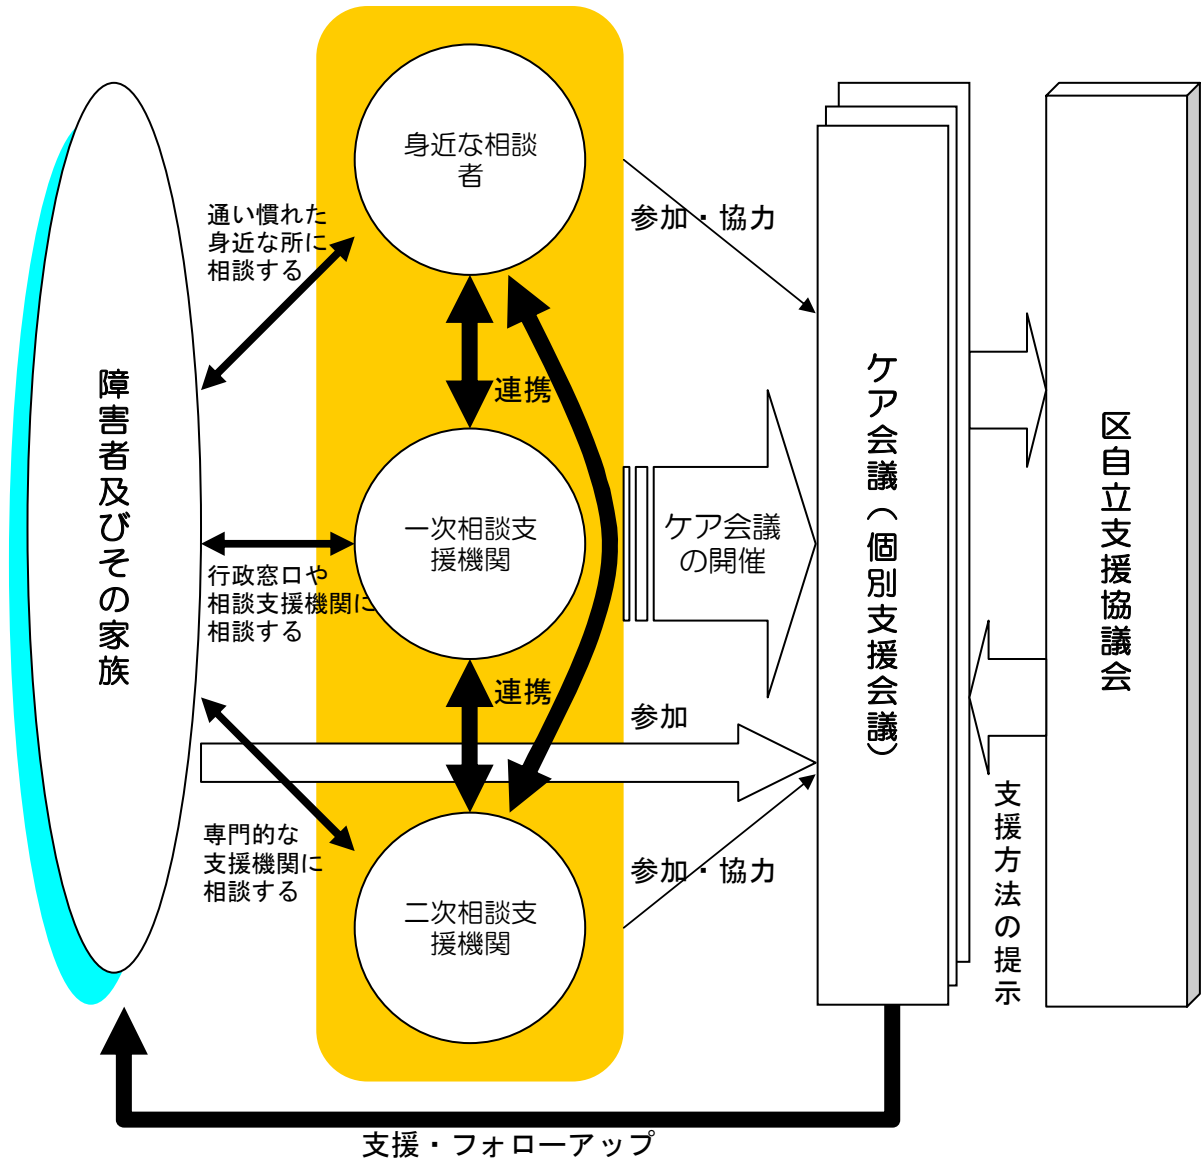 障害者及びその家族
通い慣れた
身近な所に
相談する
行政窓口や
相談支援機関に
相談する
専門的な
支援機関に
相談する
身近な相談
者
連携
一次相談支
援機関
連携
二次相談支
援機関
参加・協力
ケア会議
の開催
参加
参加・協力
ケア会議（個別支援会議）
区自立支援協議会
支援方法の提示
支援・フォローアップ